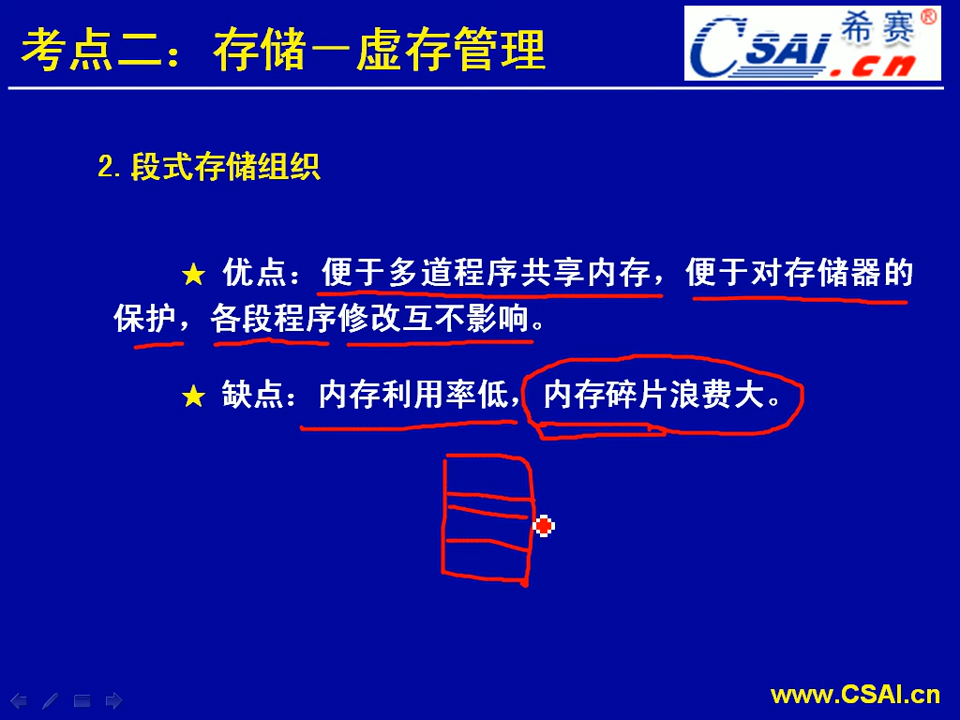 考点二：存储－虚存管理
CSAI.cn 希赛®
2.段式存储组织
★ 优点：便于多道程序共享内存，便于对存储器的
保护，各段程序修改互不影响。
★ 缺点：内存利用率低，内存碎片浪费大。
www.CSAI.cn